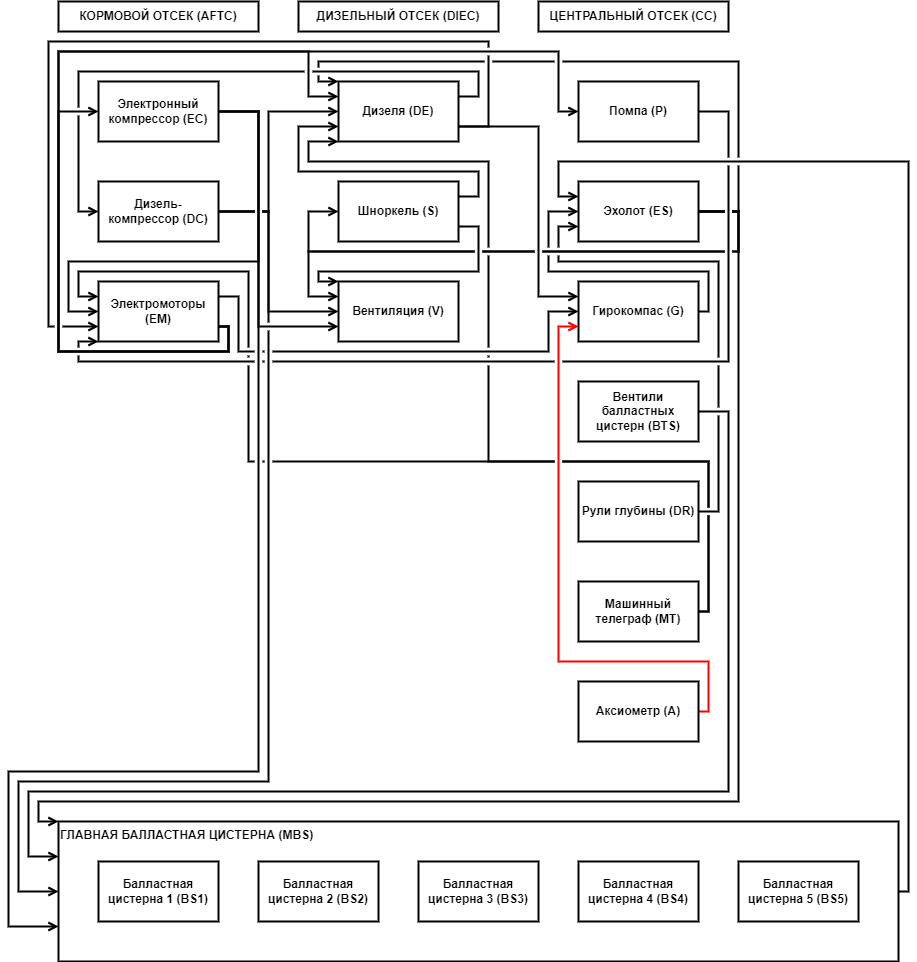 КОРМОВОЙ ОТСЕК (AFTC)
ДИЗЕЛЬНЫЙ ОТСЕК (DIEC)
ЦЕНТРАЛЬНЫЙ ОТСЕК (CC)
Электронный
компрессор (EC)
Дизеля (DE)
Помпа (P)
Дизель-
компрессор (DC)
Шноркель (S)
Эхолот (ES)
Электромоторы
(EM)
Вентиляция (V)
Гирокомпас (G)
Вентили
балластных
цистерн (BTS)
Рули глубины (DR)
Машинный
телеграф (MT)
Аксиометр (A)
ГЛАВНАЯ БАЛЛАСТНАЯ ЦИСТЕРНА (MBS)
Балластная
цистерна 1 (BS1)
Балластная
цистерна 2 (BS2)
Балластная
цистерна 3 (BS3)
Балластная
цистерна 4 (BS4)
Балластная
цистерна 5 (BS5)